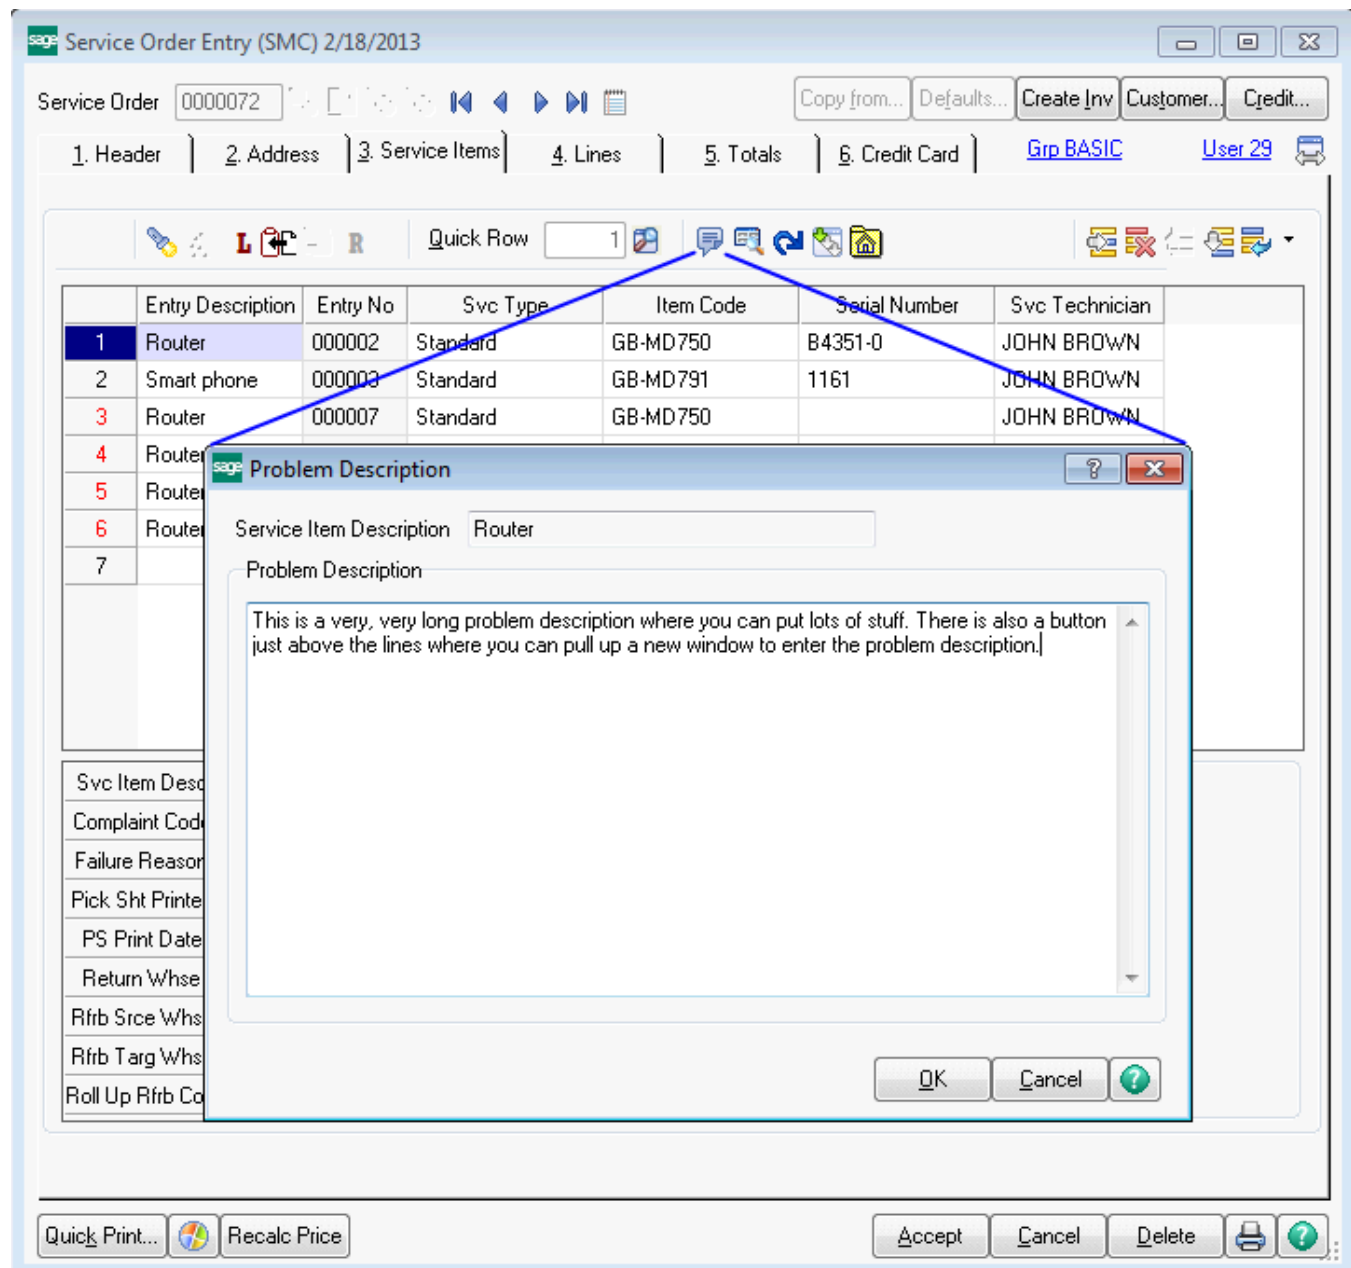 sage Service Order Entry (SMC) 2/18/2013
Service Order 0000072 Copy from... Defaults... Create Inv Customer... Credit...
1. Header 2. Address 3. Service Items 4. Lines 5. Totals 6. Credit Card Grp BASIC User 29
L R Quick Row 1
Entry Description Entry No Svc Type Item Code Serial Number Svc Technician
1 Router 000002 Standard GB-MD750 B4351-0 JOHN BROWN
2 Smart phone 000003 Standard GB-MD791 1161 JOHN BROWN
3 Router 000007 Standard GB-MD750 JOHN BROWN
4 Router
5 Router
6 Router
7
sage Problem Description
Service Item Description Router
Problem Description
This is a very, very long problem description where you can put lots of stuff. There is also a button
just above the lines where you can pull up a new window to enter the problem description.
OK Cancel
Svc Item Desc
Complaint Code
Failure Reason
Pick Sht Printe
PS Print Date
Return Whse
Rfrb Srce Whs
Rfrb Targ Whs
Roll Up Rfrb Co
Quick Print... Recalc Price Accept Cancel Delete